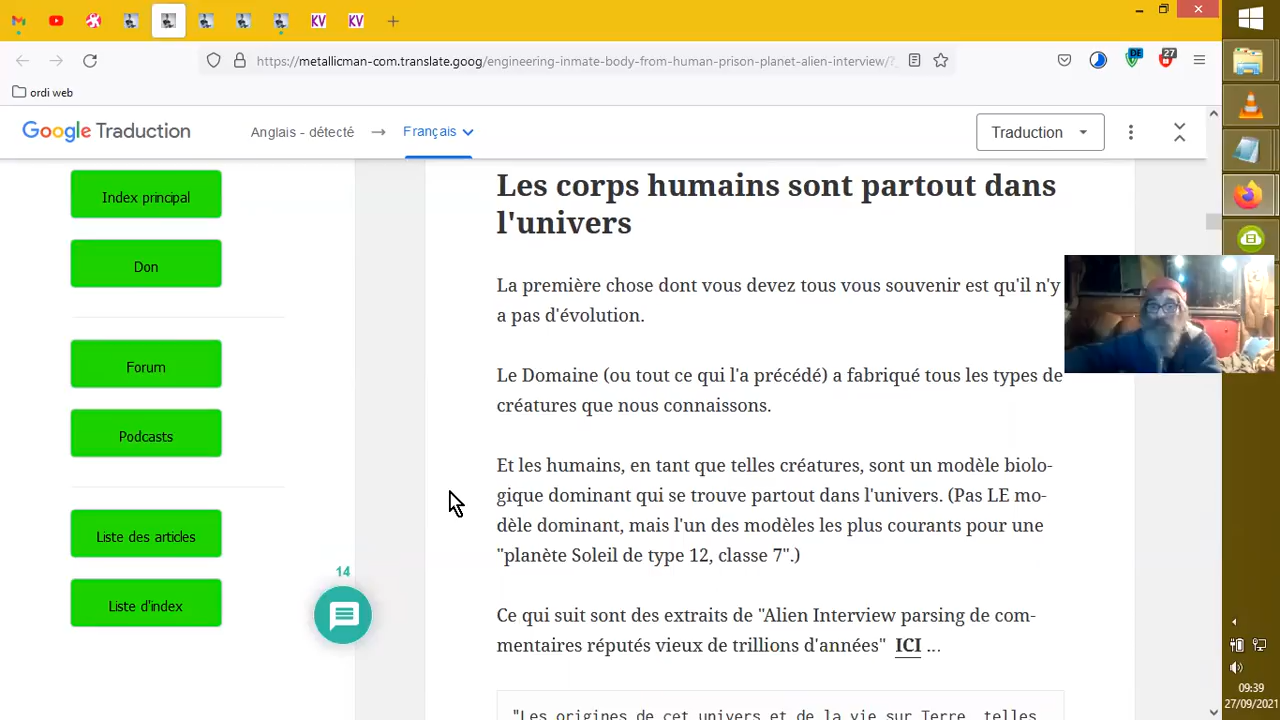 KV
KV
https://metallicman-com.translate.goog/engineering-inmate-body-from-human-prison-planet-alien-interview/?_
DE
27
ordi web
Google Traduction
Anglais - détecté
Français
Traduction
Index principal
Don
Forum
Podcasts
Liste des articles
Liste d'index
14
Les corps humains sont partout dans
l'univers
La première chose dont vous devez tous vous souvenir est qu'il n'y
a pas d'évolution.
Le Domaine (ou tout ce qui l'a précédé) a fabriqué tous les types de
créatures que nous connaissons.
Et les humains, en tant que telles créatures, sont un modèle biolo-
gique dominant qui se trouve partout dans l'univers. (Pas LE mo-
dèle dominant, mais l'un des modèles les plus courants pour une
"planète Soleil de type 12, classe 7".)
Ce qui suit sont des extraits de "Alien Interview parsing de com-
mentaires réputés vieux de trillions d'années" ICI ...
"Les origines de cet univers et de la vie sur Terre, telles
09:39
27/09/2021